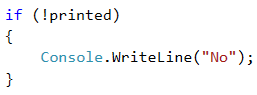 if (!printed)
{
    Console.WriteLine("No");
}